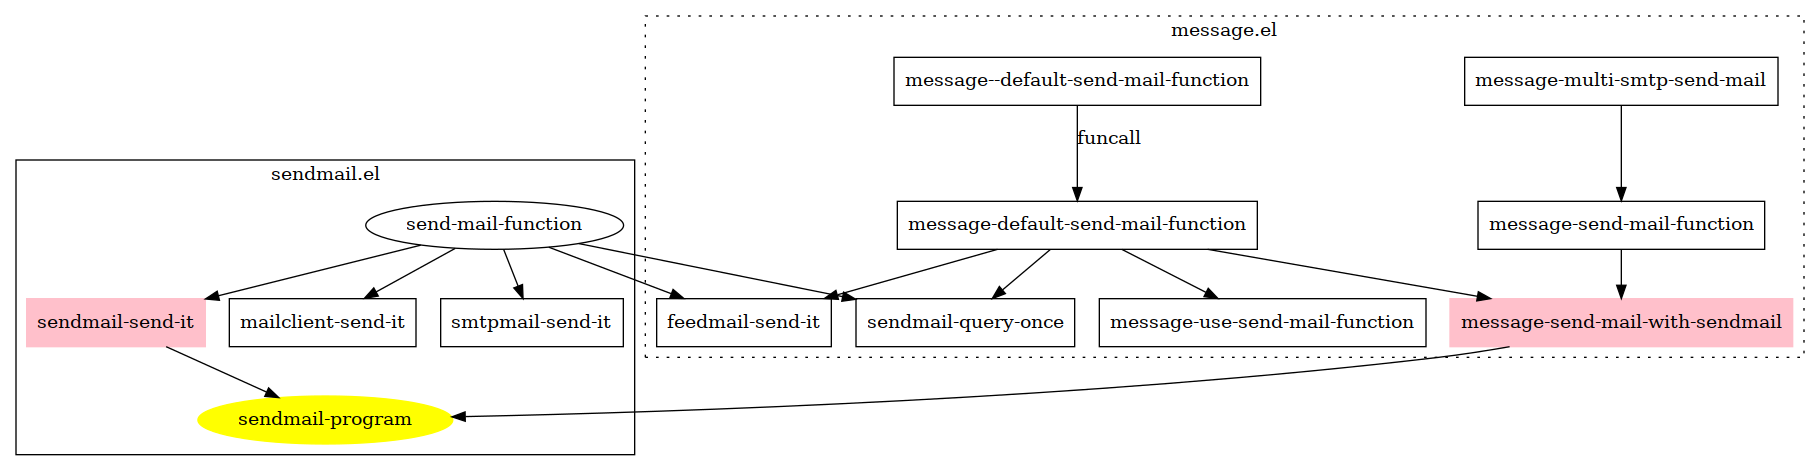 message.el
message--default-send-mail-function
message-multi-smtp-send-mail
funcall
sendmail.el
send-mail-function
message-default-send-mail-function
message-send-mail-function
sendmail-send-it
mailclient-send-it
smtpmail-send-it
feedmail-send-it
sendmail-query-once
message-use-send-mail-function
message-send-mail-with-sendmail
sendmail-program